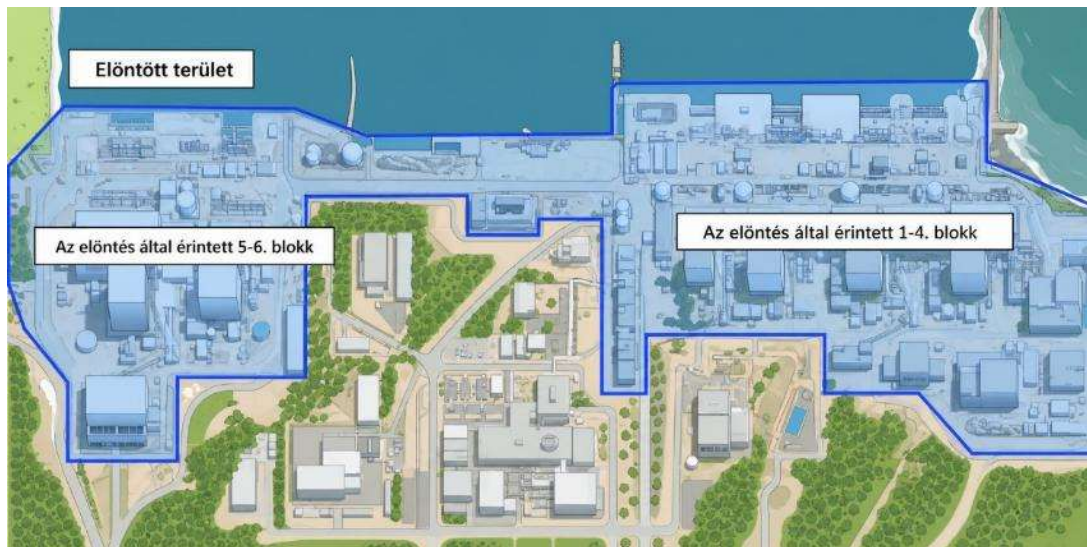 Elöntött terület
Az elöntés által érintett 5-6. blokk
Az elöntés által érintett 1-4. blokk